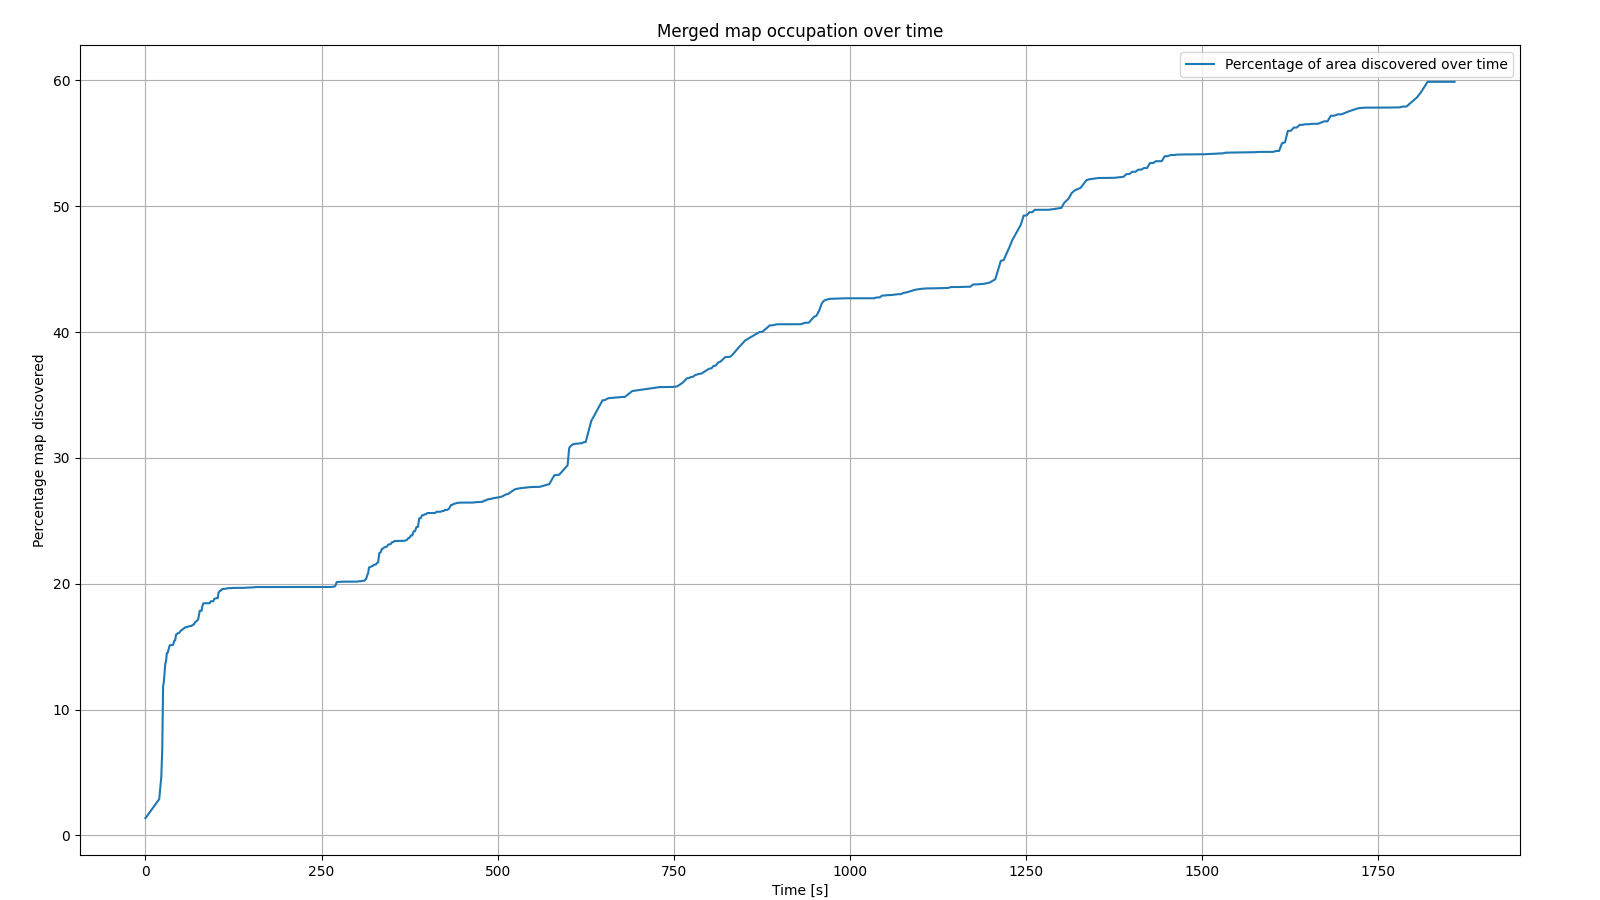 Merged map occupation over time
Percentage of area discovered over time
Percentage map discovered
60
50
40
30
20
10
0
0 250 500 750 1000 1250 1500 1750
Time [s]